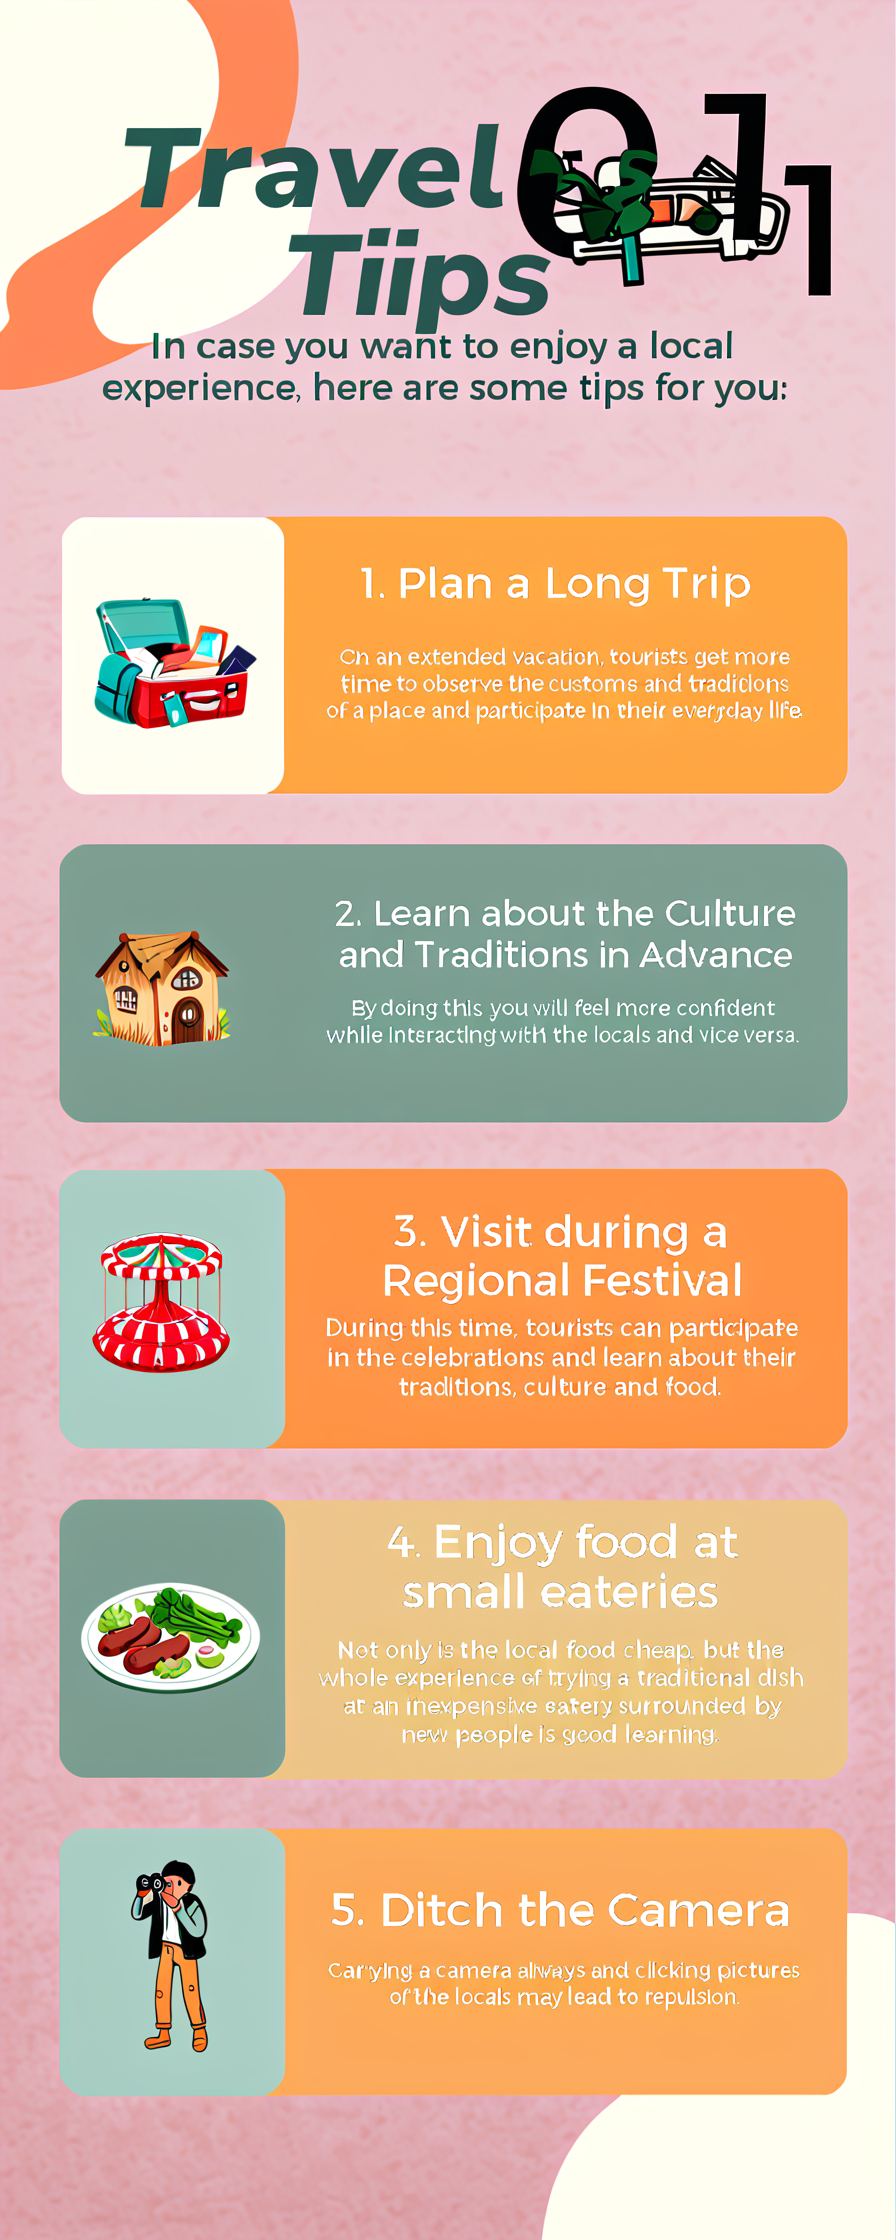 Travel 011
Tiips
In case you want to enjoy a local
experience, here are some tips for you:
1. Plan a Long Trip
On an extended vacation, tourists get more
time to observe the customs and traditions
of a place and participate in their everyday life
2. Learn about the Culture
and Traditions in Advance
By doing this you will feel more confident
while interacting with the locals and vice versa.
3. Visit during a
Regional Festival
During this time, tourists can participate
in the celebrations and learn about their
traditions, culture and food.
4. Enjoy food at
small eateries
Not only is the local food cheap, but the
whole experience of trying a traditional dish
at an inexpensive eatery surrounded by
new people is good learning.
5. Ditch the Camera
Carrying a camera always and clicking pictures
of the locals may lead to repulsion.